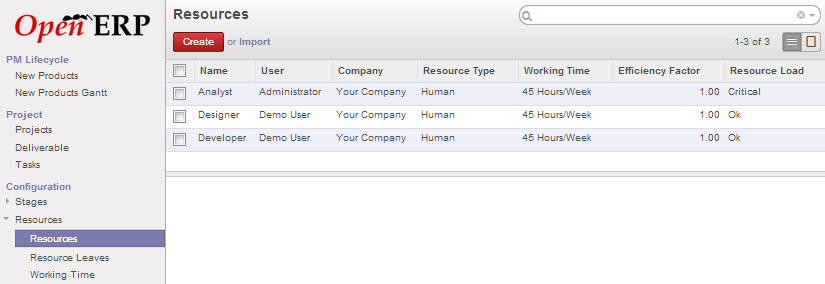 Open ERP
PM Lifecycle
New Products
New Products Gantt
Project
Projects
Deliverable
Tasks
Configuration
Stages
Resources
Resources
Resource Leaves
Working Time
Resources
Create or Import
1-3 of 3
Name User Company Resource Type Working Time Efficiency Factor Resource Load
Analyst Administrator Your Company Human 45 Hours/Week 1.00 Critical
Designer Demo User Your Company Human 45 Hours/Week 1.00 Ok
Developer Demo User Your Company Human 45 Hours/Week 1.00 Ok